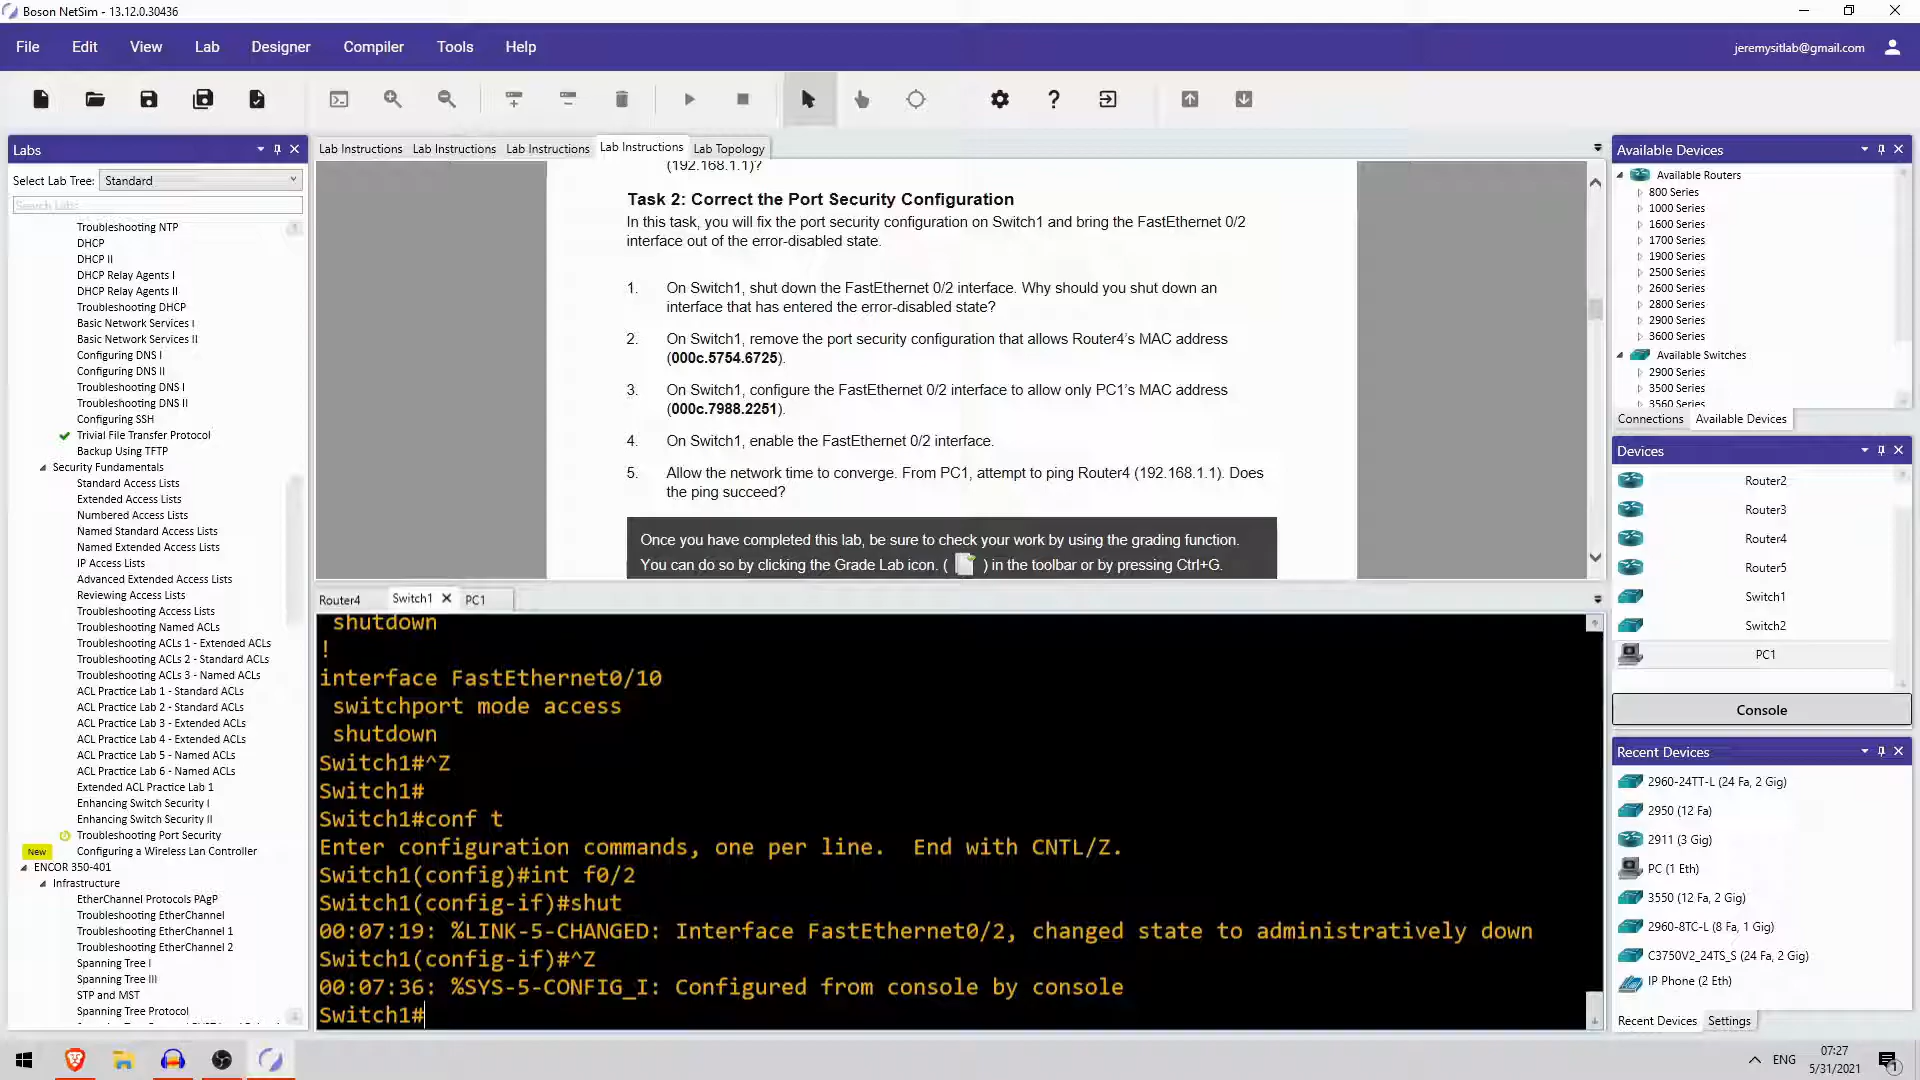 Boson NetSim - 13.12.0.30436
File Edit View Lab Designer Compiler Tools Help
jeremysitlab@gmail.com
Labs
Select Lab Tree: Standard
Search Labs
Troubleshooting NTP
DHCP
DHCP II
DHCP Relay Agents I
DHCP Relay Agents II
Troubleshooting DHCP
Basic Network Services I
Basic Network Services II
Configuring DNS I
Configuring DNS II
Troubleshooting DNS I
Troubleshooting DNS II
Configuring SSH
Trivial File Transfer Protocol
Backup Using TFTP
Security Fundamentals
Standard Access Lists
Extended Access Lists
Numbered Access Lists
Named Standard Access Lists
Named Extended Access Lists
IP Access Lists
Advanced Extended Access Lists
Reviewing Access Lists
Troubleshooting Access Lists
Troubleshooting Named ACLs
Troubleshooting ACLs 1 - Extended ACLs
Troubleshooting ACLs 2 - Standard ACLs
Troubleshooting ACLs 3 - Named ACLs
ACL Practice Lab 1 - Standard ACLs
ACL Practice Lab 2 - Standard ACLs
ACL Practice Lab 3 - Extended ACLs
ACL Practice Lab 4 - Extended ACLs
ACL Practice Lab 5 - Named ACLs
ACL Practice Lab 6 - Named ACLs
Extended ACL Practice Lab 1
Enhancing Switch Security I
Enhancing Switch Security II
Troubleshooting Port Security
New Configuring a Wireless Lan Controller
ENCOR 350-401
Infrastructure
EtherChannel Protocols PAgP
Troubleshooting EtherChannel
Troubleshooting EtherChannel 1
Troubleshooting EtherChannel 2
Spanning Tree I
Spanning Tree III
STP and MST
Spanning Tree Protocol
Lab Instructions Lab Instructions Lab Instructions Lab Instructions Lab Topology
(192.168.1.1)?
Task 2: Correct the Port Security Configuration
In this task, you will fix the port security configuration on Switch1 and bring the FastEthernet 0/2
interface out of the error-disabled state.
1. On Switch1, shut down the FastEthernet 0/2 interface. Why should you shut down an
interface that has entered the error-disabled state?
2. On Switch1, remove the port security configuration that allows Router4's MAC address
(000c.5754.6725).
3. On Switch1, configure the FastEthernet 0/2 interface to allow only PC1's MAC address
(000c.7988.2251).
4. On Switch1, enable the FastEthernet 0/2 interface.
5. Allow the network time to converge. From PC1, attempt to ping Router4 (192.168.1.1). Does
the ping succeed?
Once you have completed this lab, be sure to check your work by using the grading function.
You can do so by clicking the Grade Lab icon. ( ) in the toolbar or by pressing Ctrl+G.
Router4 Switch1 PC1
shutdown
!
interface FastEthernet0/10
switchport mode access
shutdown
Switch1#^Z
Switch1#
Switch1#conf t
Enter configuration commands, one per line. End with CNTL/Z.
Switch1(config)#int f0/2
Switch1(config-if)#shut
00:07:19: %LINK-5-CHANGED: Interface FastEthernet0/2, changed state to administratively down
Switch1(config-if)#^Z
00:07:36: %SYS-5-CONFIG_I: Configured from console by console
Switch1#
Available Devices
Available Routers
800 Series
1000 Series
1600 Series
1700 Series
1900 Series
2500 Series
2600 Series
2800 Series
2900 Series
3600 Series
Available Switches
2900 Series
3500 Series
3560 Series
Connections Available Devices
Devices
Router2
Router3
Router4
Router5
Switch1
Switch2
PC1
Console
Recent Devices
2960-24TT-L (24 Fa, 2 Gig)
2950 (12 Fa)
2911 (3 Gig)
PC (1 Eth)
3550 (12 Fa, 2 Gig)
2960-8TC-L (8 Fa, 1 Gig)
C3750V2_24TS_S (24 Fa, 2 Gig)
IP Phone (2 Eth)
Recent Devices Settings
ENG
07:27
5/31/2021
1